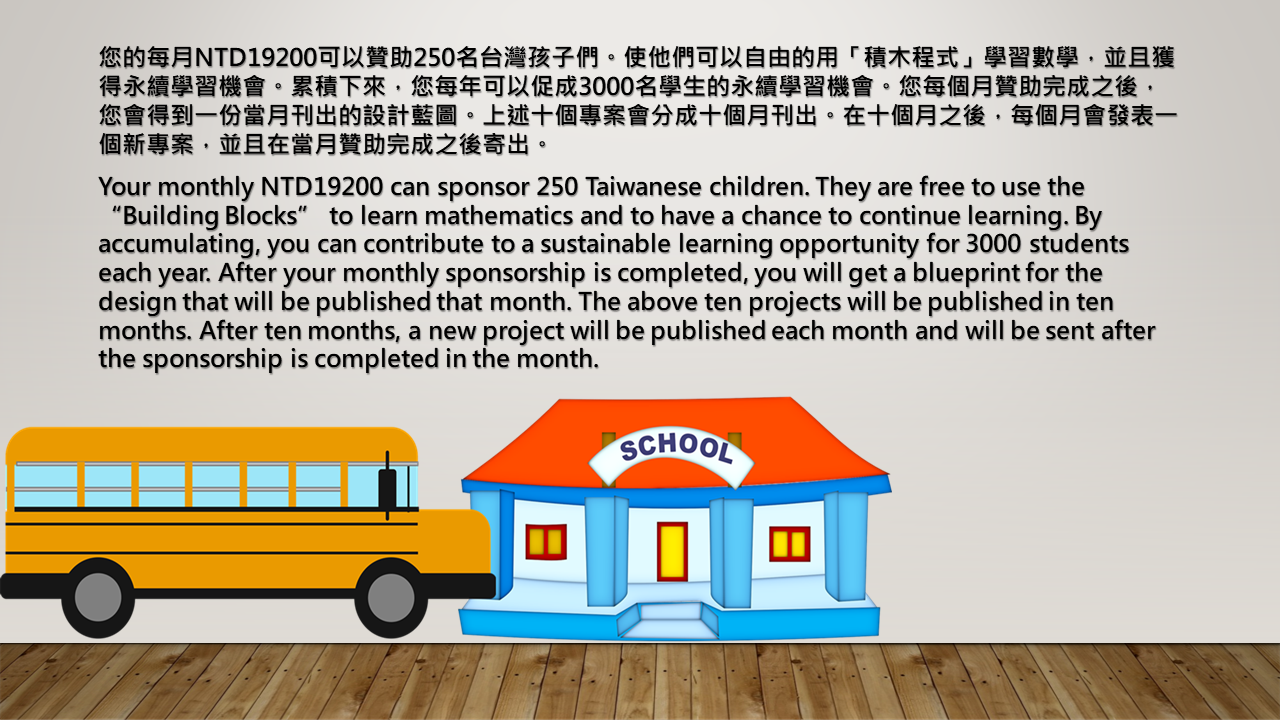 您的每月NTD19200可以贊助250名台灣孩子們。使他們可以自由的用「積木程式」學習數學，並且獲
得永續學習機會。累積下來，您每年可以促成3000名學生的永續學習機會。您每個月贊助完成之後，
您會得到一份當月刊出的設計藍圖。上述十個專案會分成十個月刊出。在十個月之後，每個月會發表一
個新專案，並且在當月贊助完成之後寄出。
Your monthly NTD19200 can sponsor 250 Taiwanese children. They are free to use the
“Building Blocks” to learn mathematics and to have a chance to continue learning. By
accumulating, you can contribute to a sustainable learning opportunity for 3000 students
each year. After your monthly sponsorship is completed, you will get a blueprint for the
design that will be published that month. The above ten projects will be published in ten
months. After ten months, a new project will be published each month and will be sent after
the sponsorship is completed in the month.
SCHOOL